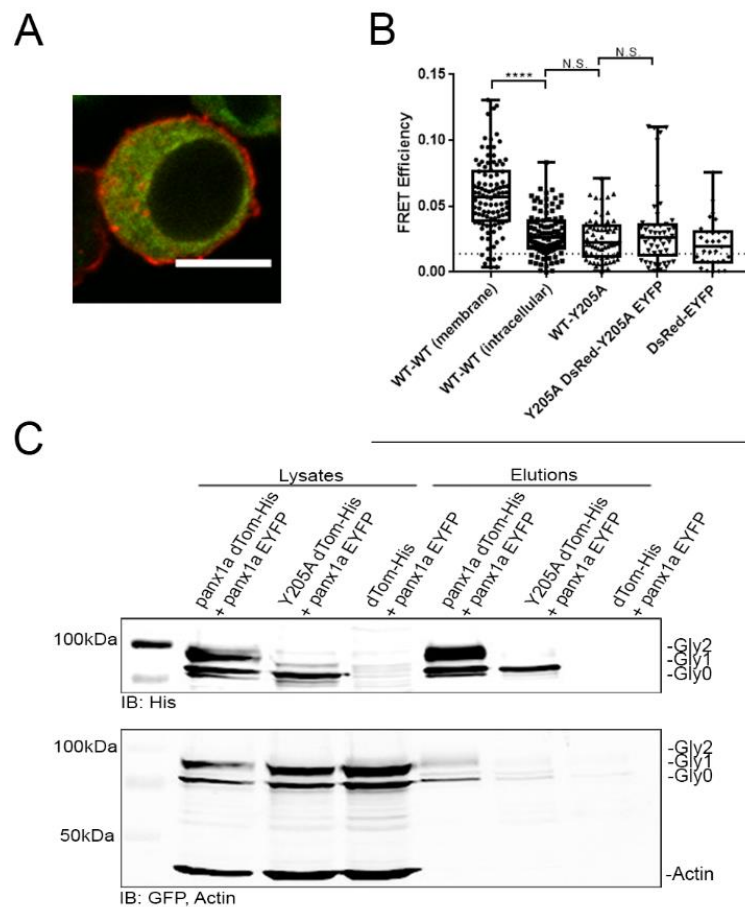 A
B
****
N.S.
N.S.
0.15
0.10
0.05
0.00
FRET Efficiency
WT-WT (membrane)
WT-WT (intracellular)
WT-Y205A
Y205A DsRed-Y205A EYFP
DsRed-EYFP
C
Lysates
Elutions
panx1a dTom-His
+ panx1a EYFP
Y205A dTom-His
+ panx1a EYFP
dTom-His
+ panx1a EYFP
panx1a dTom-His
+ panx1a EYFP
Y205A dTom-His
+ panx1a EYFP
dTom-His
+ panx1a EYFP
100kDa
-Gly2
-Gly1
-Gly0
IB: His
100kDa
-Gly2
-Gly1
-Gly0
50kDa
-Actin
IB: GFP, Actin